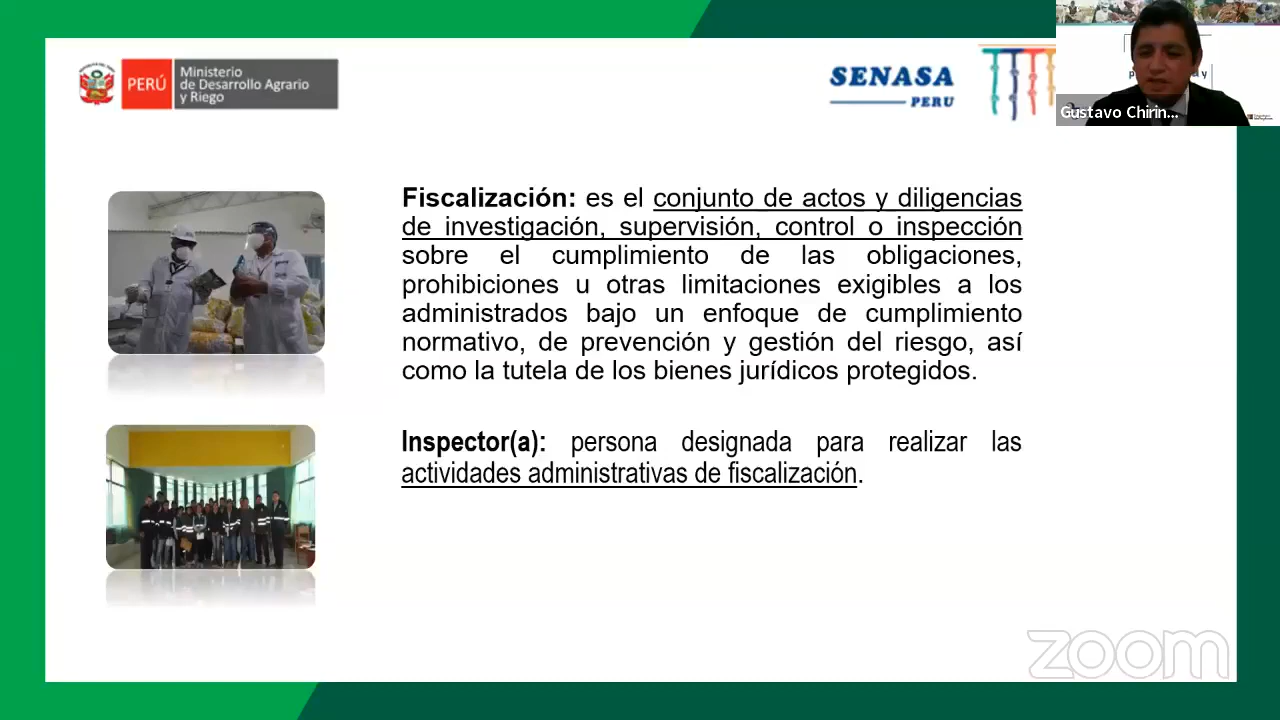 PERÚ
Ministerio
de Desarrollo Agrario
y Riego
SENASA
PERU
Gustavo Chirin...
Fiscalización: es el conjunto de actos y diligencias
de investigación, supervisión, control o inspección
sobre el cumplimiento de las obligaciones,
prohibiciones u otras limitaciones exigibles a los
administrados bajo un enfoque de cumplimiento
normativo, de prevención y gestión del riesgo, así
como la tutela de los bienes jurídicos protegidos.
Inspector(a): persona designada para realizar las
actividades administrativas de fiscalización.
zoom